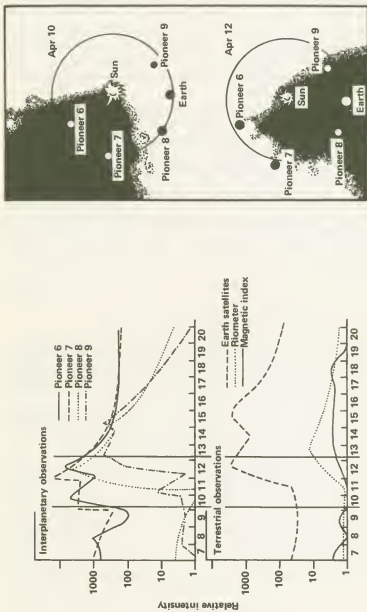 Interplanetary observations
Pioneer 6
Pioneer 7
Pioneer 8
Pioneer 9
1000
100
10
1
7 8 9 10 11 12 13 14 15 16 17 18 19 20
Terrestrial observations
Earth satellites
Riometer
Magnetic index
1000
100
10
1
7 8 9 10 11 12 13 14 15 16 17 18 19 20
Relative intensity
Apr 10
Pioneer 6
Pioneer 7
Sun
Pioneer 9
Earth
Pioneer 8
Apr 12
Pioneer 6
Pioneer 7
Sun
Pioneer 9
Earth
Pioneer 8